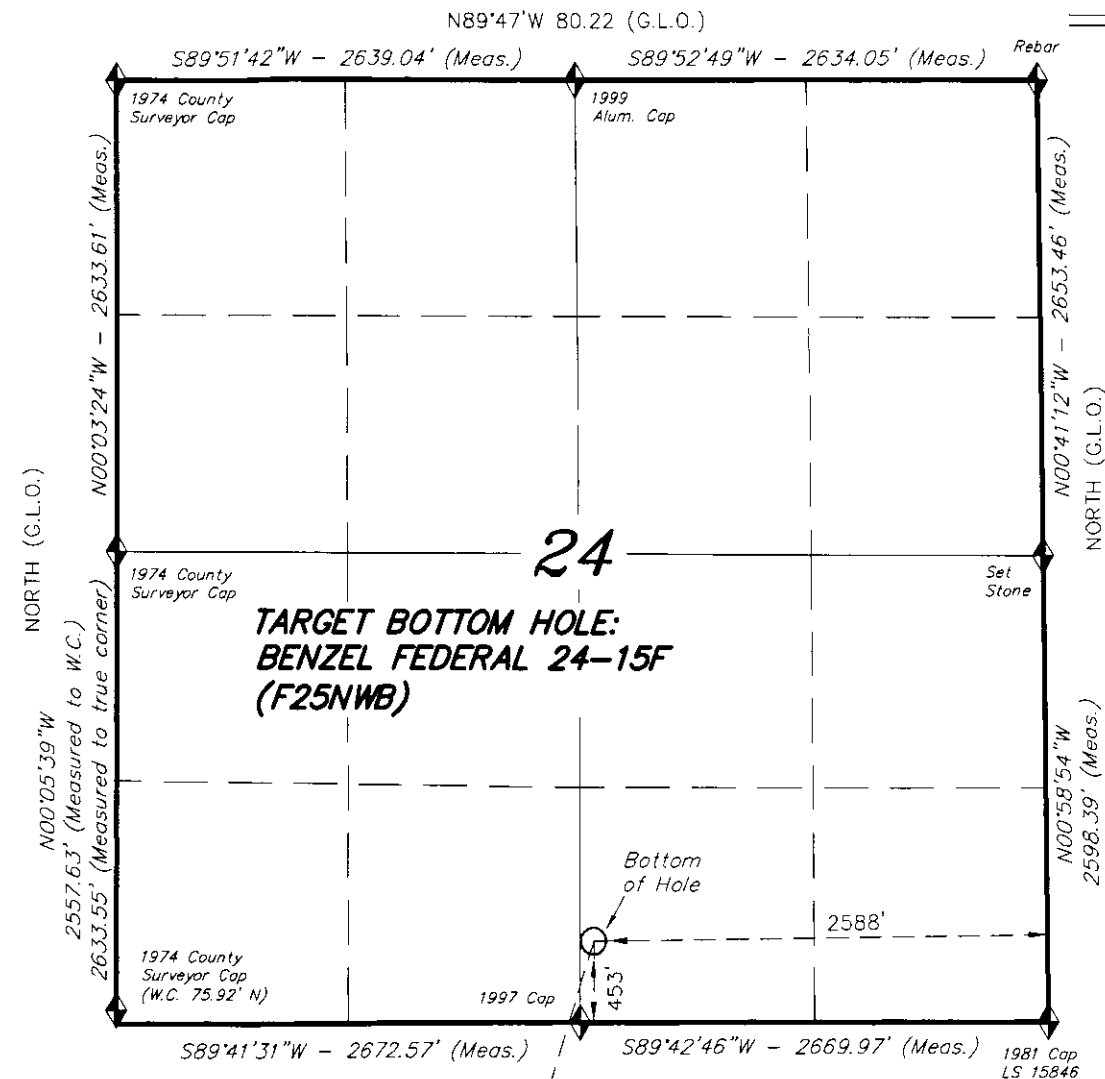 N89°47'W 80.22 (G.L.O.)
S89°51'42"W - 2639.04' (Meas.)
S89°52'49"W - 2634.05' (Meas.)
Rebar
1974 County
Surveyor Cap
1999
Alum. Cap
N00°03'24"W - 2633.61' (Meas.)
N00°41'12"W - 2653.46' (Meas.)
NORTH (G.L.O.)
NORTH (G.L.O.)
24
1974 County
Surveyor Cap
Set
Stone
TARGET BOTTOM HOLE:
BENZEL FEDERAL 24-15F
(F25NWB)
N00°05'39"W
2557.63' (Measured to W.C.)
2633.55' (Measured to true corner)
N00°58'54"W
2598.39' (Meas.)
Bottom
of Hole
2588'
453'
1974 County
Surveyor Cap
(W.C. 75.92' N)
1997 Cap
S89°41'31"W - 2672.57' (Meas.)
S89°42'46"W - 2669.97' (Meas.)
1981 Cap
LS 15846